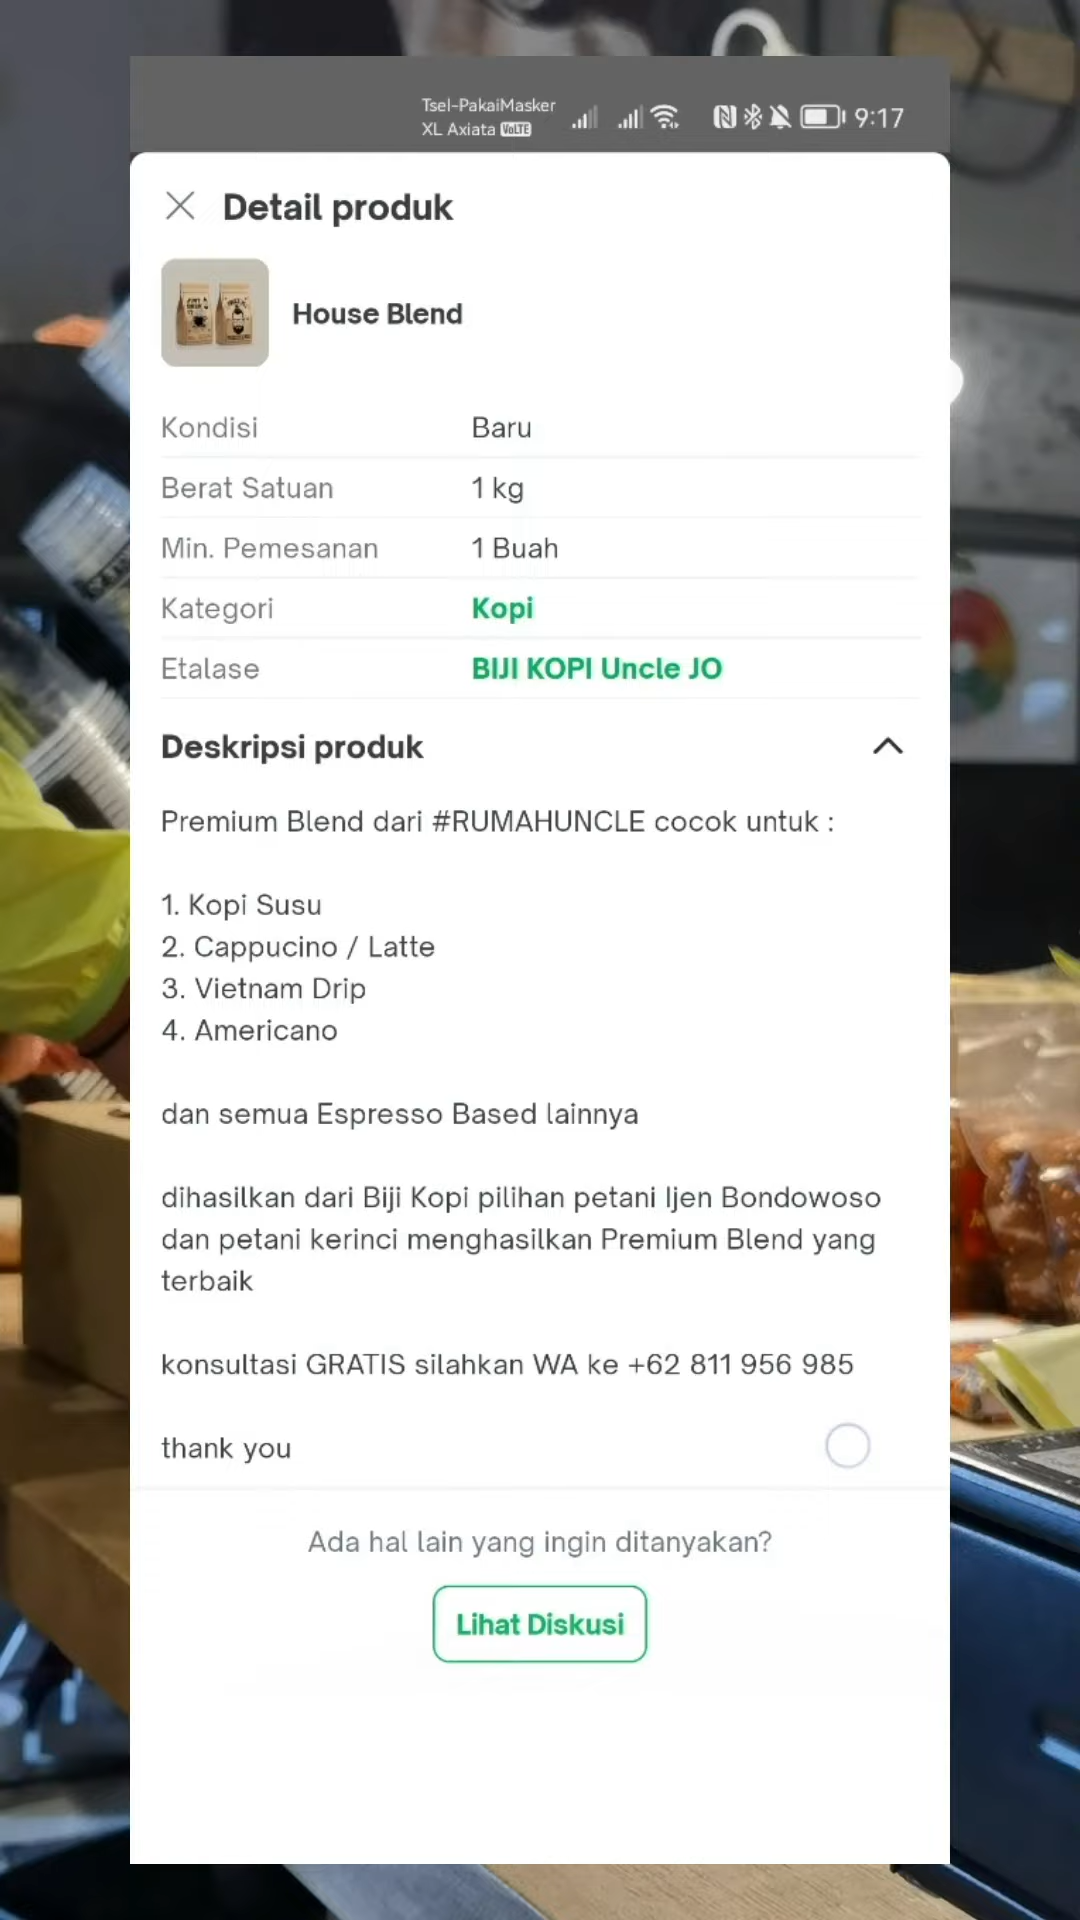 Tsel-PakaiMasker
XL Axiata VoLTE
9:17
Detail produk
House Blend
Kondisi Baru
Berat Satuan 1 kg
Min. Pemesanan 1 Buah
Kategori Kopi
Etalase BIJI KOPI Uncle JO
Deskripsi produk
Premium Blend dari #RUMAHUNCLE cocok untuk :
1. Kopi Susu
2. Cappucino / Latte
3. Vietnam Drip
4. Americano
dan semua Espresso Based lainnya
dihasilkan dari Biji Kopi pilihan petani Ijen Bondowoso
dan petani kerinci menghasilkan Premium Blend yang
terbaik
konsultasi GRATIS silahkan WA ke +62 811 956 985
thank you
Ada hal lain yang ingin ditanyakan?
Lihat Diskusi